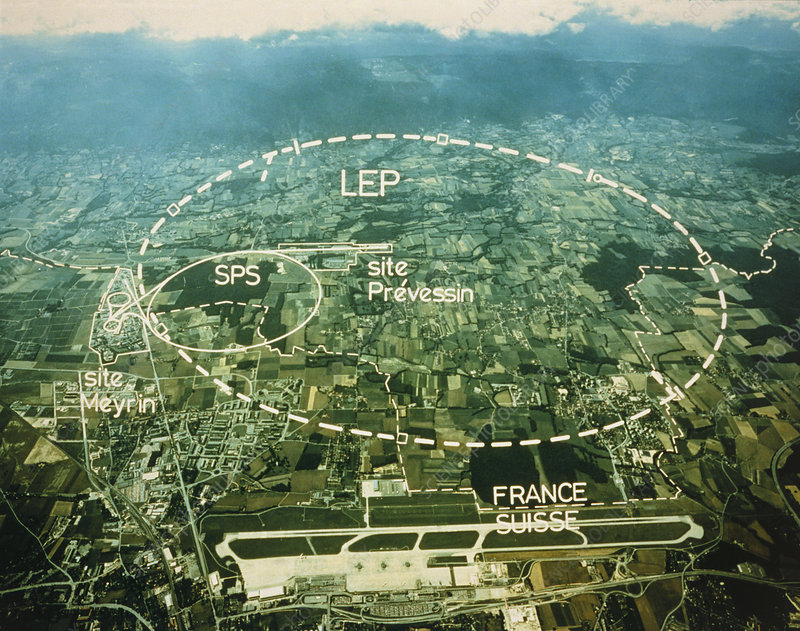 LEP
SPS
site
Prévessin
site
Meyrin
FRANCE
SUISSE